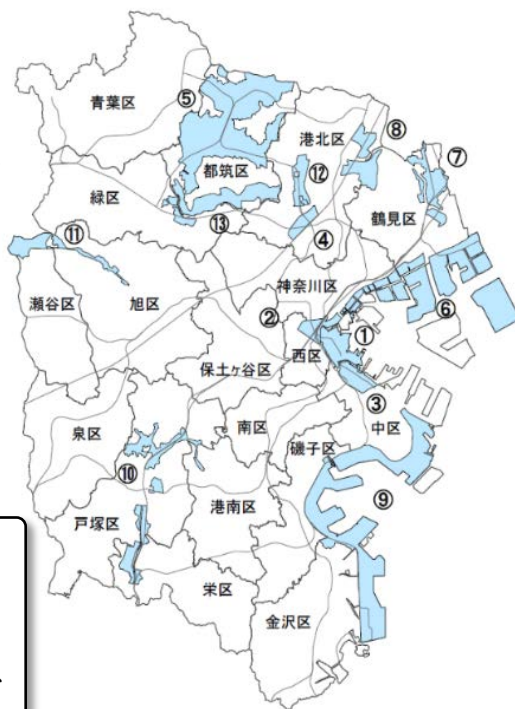 青葉区
⑤
港北区
⑧
⑦
都筑区
⑫
緑区
鶴見区
⑬
④
⑪
神奈川区
⑥
瀬谷区
旭区
②
①
西区
保土ヶ谷区
③
中区
泉区
南区
磯子区
⑩
⑨
港南区
戸塚区
栄区
金沢区